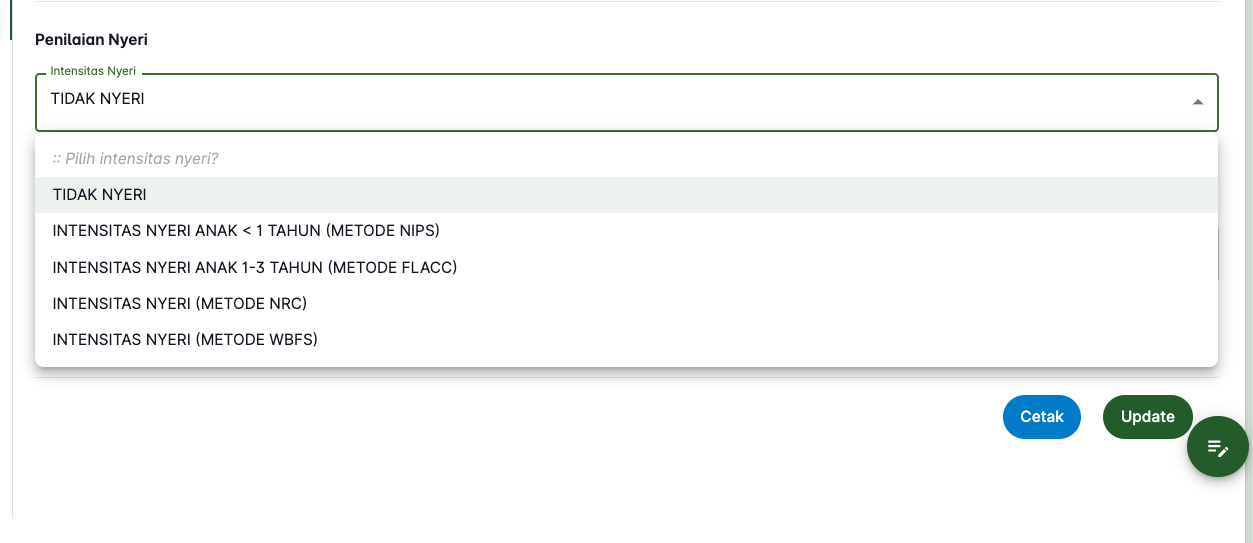 Penilaian Nyeri
Intensitas Nyeri
TIDAK NYERI
:: Pilih intensitas nyeri?
TIDAK NYERI
INTENSITAS NYERI ANAK < 1 TAHUN (METODE NIPS)
INTENSITAS NYERI ANAK 1-3 TAHUN (METODE FLACC)
INTENSITAS NYERI (METODE NRC)
INTENSITAS NYERI (METODE WBFS)
Cetak
Update